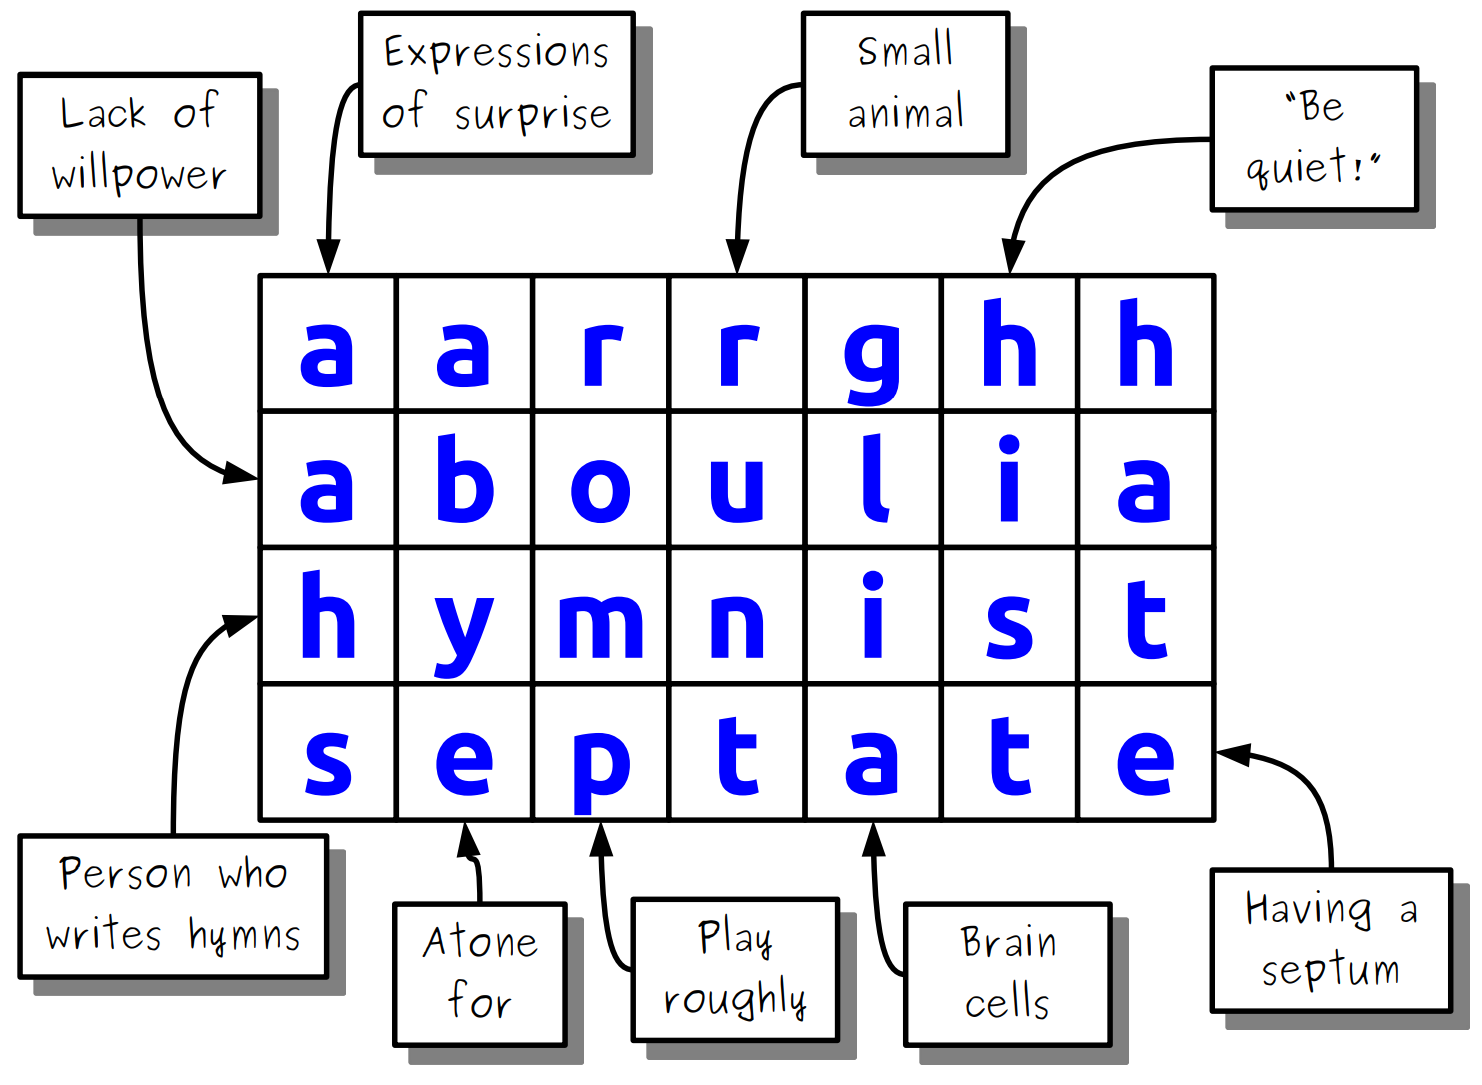 Expressions
of surprise
Small
animal
"Be
quiet!"
Lack of
willpower
a a r r g h h
a b o u l i a
h y m n i s t
s e p t a t e
Person who
writes hymns
Atone
for
Play
roughly
Brain
cells
Having a
septum